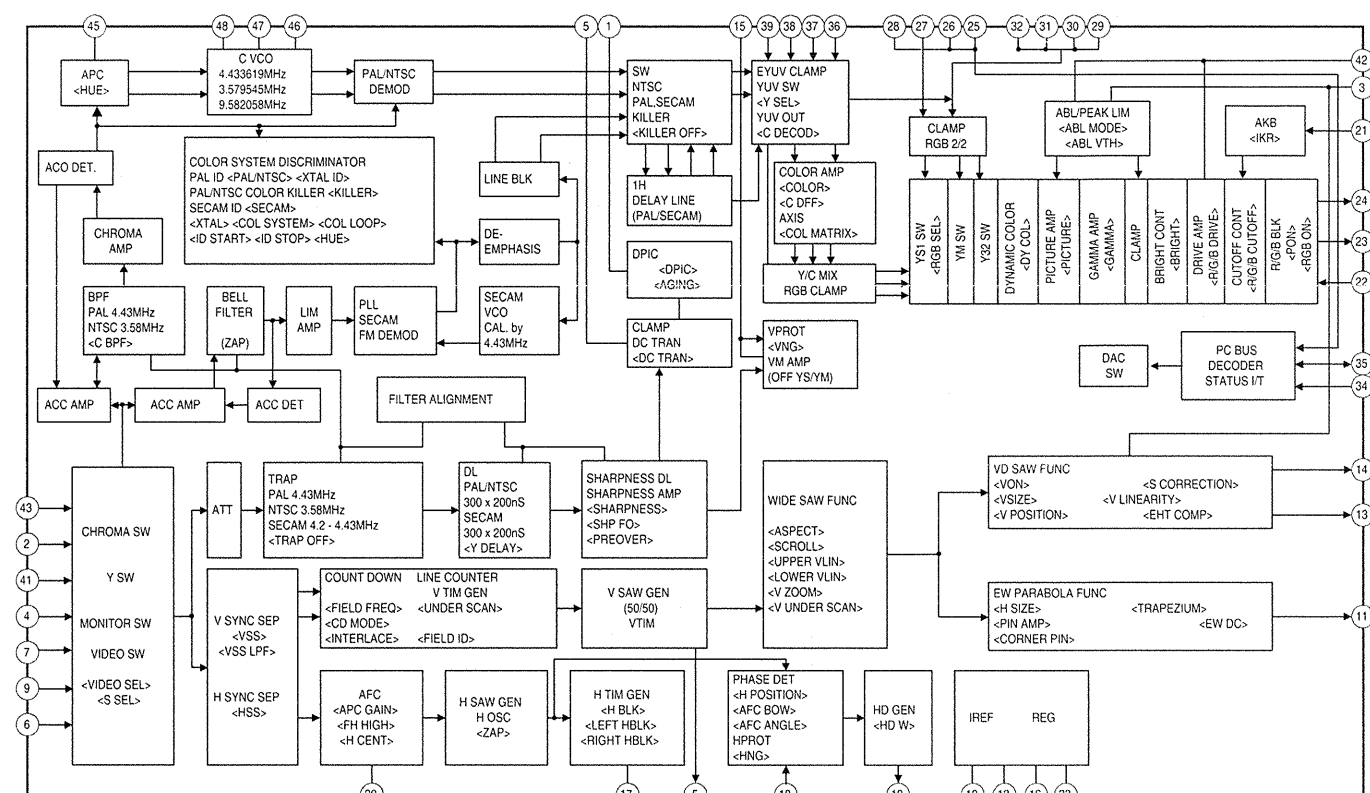 45
48
47
46
5
1
15
39
38
37
36
28
27
26
25
32
31
30
29
APC
<HUE>
C VCO
4.433619MHz
3.579545MHz
9.582058MHz
PAL/NTSC
DEMOD
SW
NTSC
PAL,SECAM
KILLER
<KILLER OFF>
EYUV CLAMP
YUV SW
<Y SEL>
YUV OUT
<C DECOD>
CLAMP
RGB 2/2
ABL/PEAK LIM
<ABL MODE>
<ABL VTH>
AKB
<IKR>
42
3
21
ACO DET.
COLOR SYSTEM DISCRIMINATOR
PAL ID <PAL/NTSC> <XTAL ID>
PAL/NTSC COLOR KILLER <KILLER>
SECAM ID <SECAM>
<XTAL> <COL SYSTEM> <COL LOOP>
<ID START> <ID STOP> <HUE>
LINE BLK
1H
DELAY LINE
(PAL/SECAM)
COLOR AMP
<COLOR>
<C DFF>
AXIS
<COL MATRIX>
CHROMA
AMP
DE-
EMPHASIS
DPIC
<DPIC>
<AGING>
Y/C MIX
RGB CLAMP
YS1 SW
<RGB SEL>
YM SW
Y32 SW
DYNAMIC COLOR
<DY COL>
PICTURE AMP
<PICTURE>
GAMMA AMP
<GAMMA>
CLAMP
BRIGHT CONT
<BRIGHT>
DRIVE AMP
<R/G/B DRIVE>
CUTOFF CONT
<R/G/B CUTOFF>
R/G/B BLK
<PON>
<RGB ON>
24
23
22
BPF
PAL 4.43MHz
NTSC 3.58MHz
<C BPF>
BELL
FILTER
(ZAP)
LIM
AMP
PLL
SECAM
FM DEMOD
SECAM
VCO
CAL. by
4.43MHz
CLAMP
DC TRAN
<DC TRAN>
VPROT
<VNG>
VM AMP
(OFF YS/YM)
DAC
SW
PC BUS
DECODER
STATUS I/T
35
34
ACC AMP
ACC AMP
ACC DET
FILTER ALIGNMENT
43
2
41
4
7
9
6
CHROMA SW
Y SW
MONITOR SW
VIDEO SW
<VIDEO SEL>
<S SEL>
ATT
TRAP
PAL 4.43MHz
NTSC 3.58MHz
SECAM 4.2 - 4.43MHz
<TRAP OFF>
DL
PAL/NTSC
300 x 200nS
SECAM
300 x 200nS
<Y DELAY>
SHARPNESS DL
SHARPNESS AMP
<SHARPNESS>
<SHP FO>
<PREOVER>
WIDE SAW FUNC
<ASPECT>
<SCROLL>
<UPPER VLIN>
<LOWER VLIN>
<V ZOOM>
<V UNDER SCAN>
VD SAW FUNC
<VON> <S CORRECTION>
<VSIZE> <V LINEARITY>
<V POSITION> <EHT COMP>
14
13
V SYNC SEP
<VSS>
<VSS LPF>
H SYNC SEP
<HSS>
COUNT DOWN LINE COUNTER
V TIM GEN
<FIELD FREQ> <UNDER SCAN>
<CD MODE>
<INTERLACE> <FIELD ID>
V SAW GEN
(50/50)
VTIM
EW PARABOLA FUNC
<H SIZE> <TRAPEZIUM>
<PIN AMP> <EW DC>
<CORNER PIN>
11
AFC
<APC GAIN>
<FH HIGH>
<H CENT>
H SAW GEN
H OSC
<ZAP>
H TIM GEN
<H BLK>
<LEFT HBLK>
<RIGHT HBLK>
PHASE DET
<H POSITION>
<AFC BOW>
<AFC ANGLE>
HPROT
<HNG>
HD GEN
<HD W>
IREF REG